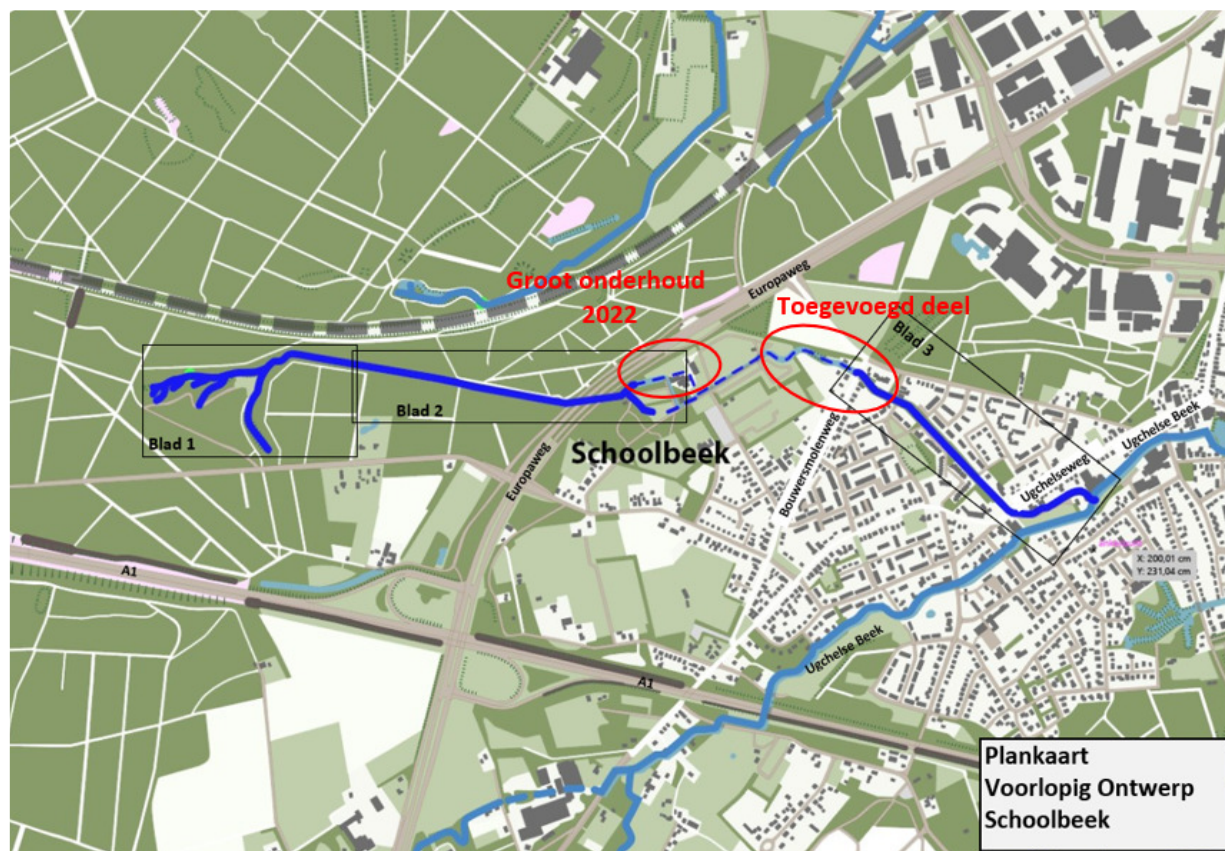 Europaweg
Groot onderhoud
2022
Toegevoegd deel
Blad 3
Blad 2
Blad 1
Schoolbeek
Europaweg
Bouwersmolenweg
Ugchelseweg
Ugchelse Beek
A1
X: 200,01 cm
Y: 231,04 cm
Ugchelse Beek
A1
Plankaart
Voorlopig Ontwerp
Schoolbeek